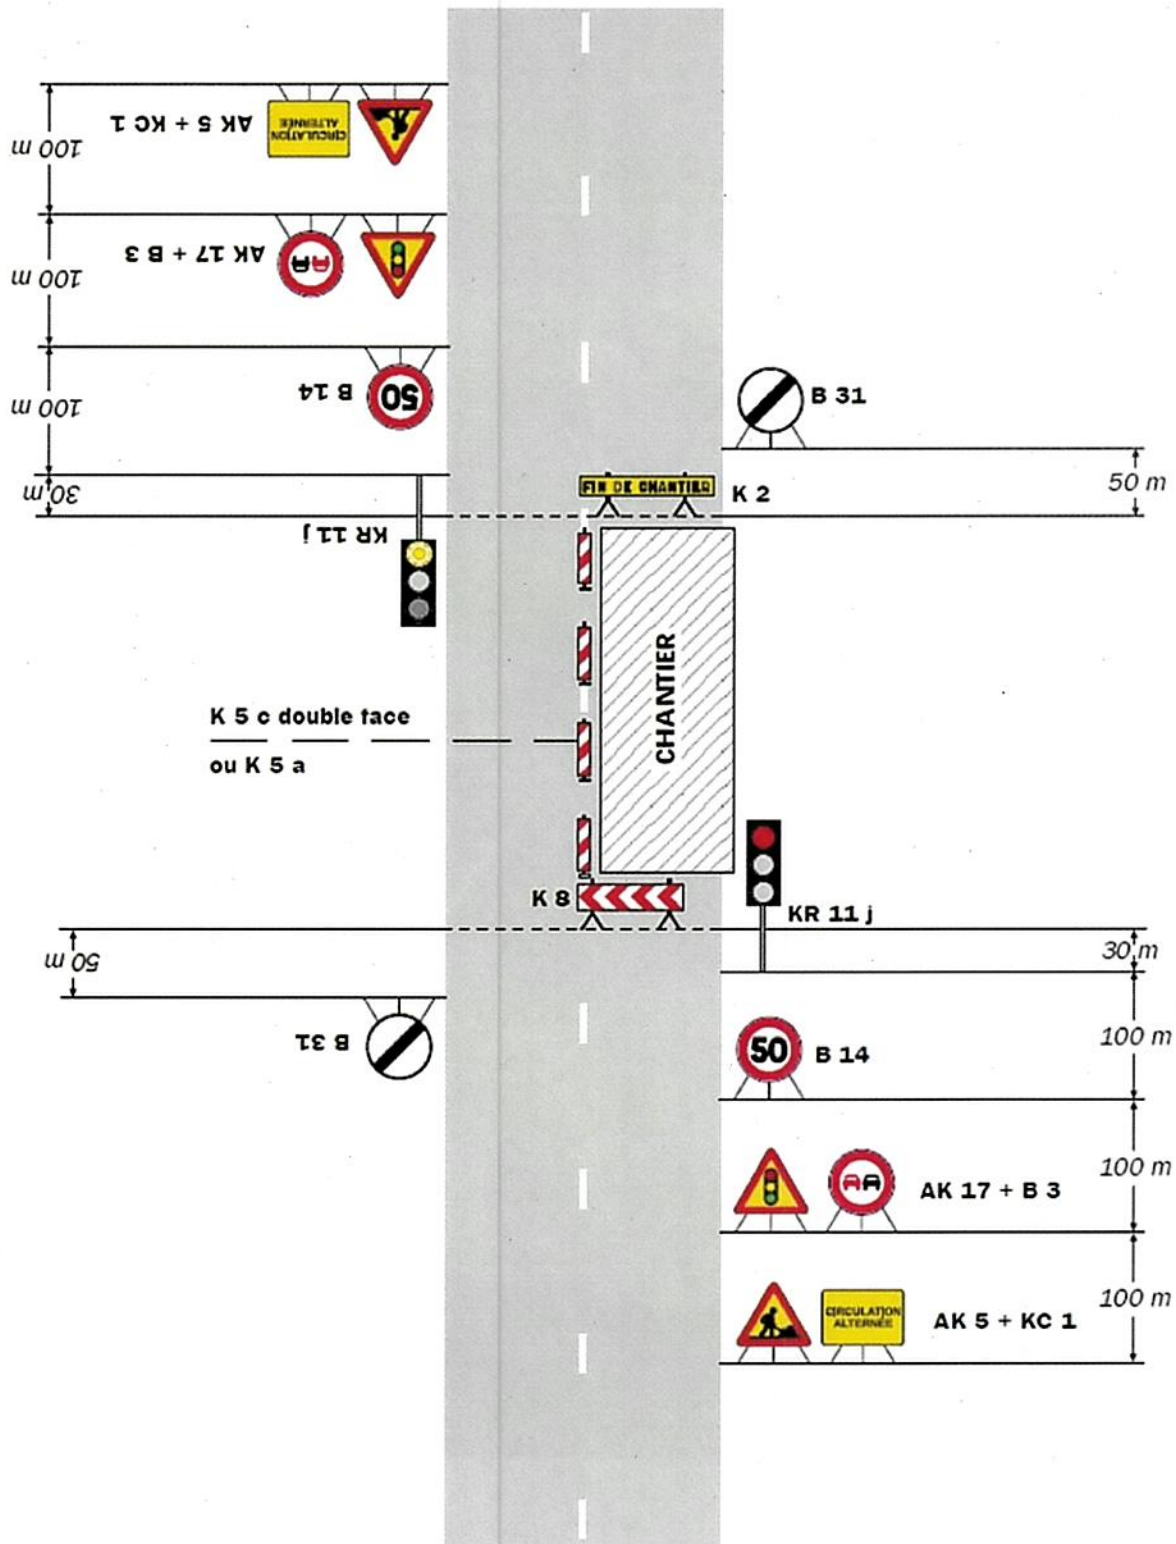 100 m
AK 5 + KC 1
CIRCULATION
ALTERNÉE
100 m
AK 17 + B 3
100 m
B 14
50
B 31
50 m
30 m
FIN DE CHANTIER
K 2
KR 11 j
K 5 c double face
ou K 5 a
CHANTIER
K 8
KR 11 j
50 m
30 m
B 31
50
B 14
100 m
AK 17 + B 3
100 m
CIRCULATION
ALTERNÉE
AK 5 + KC 1
100 m